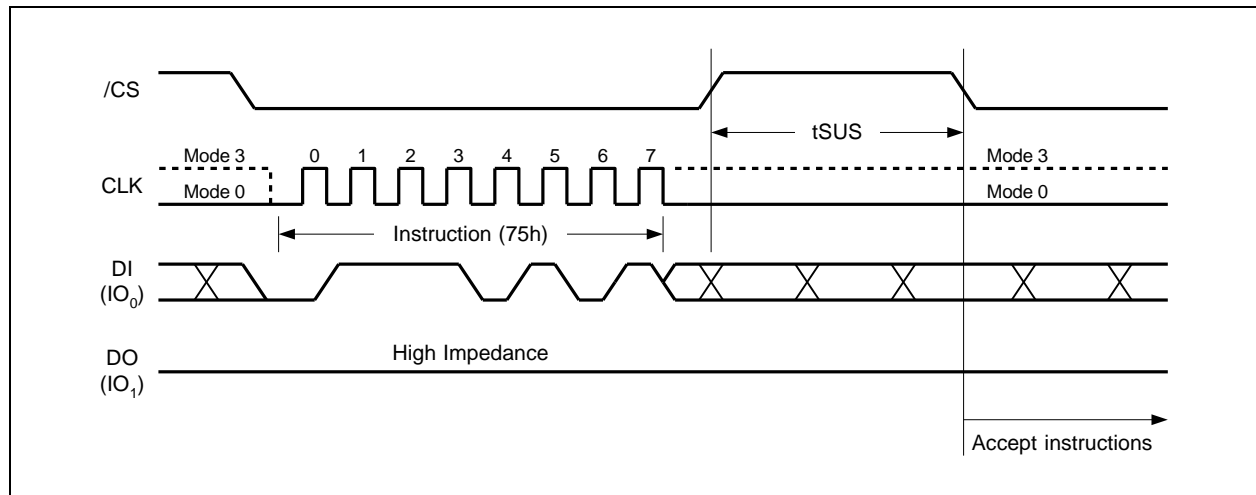 /CS
tSUS
Mode 3
0 1 2 3 4 5 6 7
Mode 3
CLK
Mode 0
Mode 0
Instruction (75h)
DI
(IO0)
High Impedance
DO
(IO1)
Accept instructions